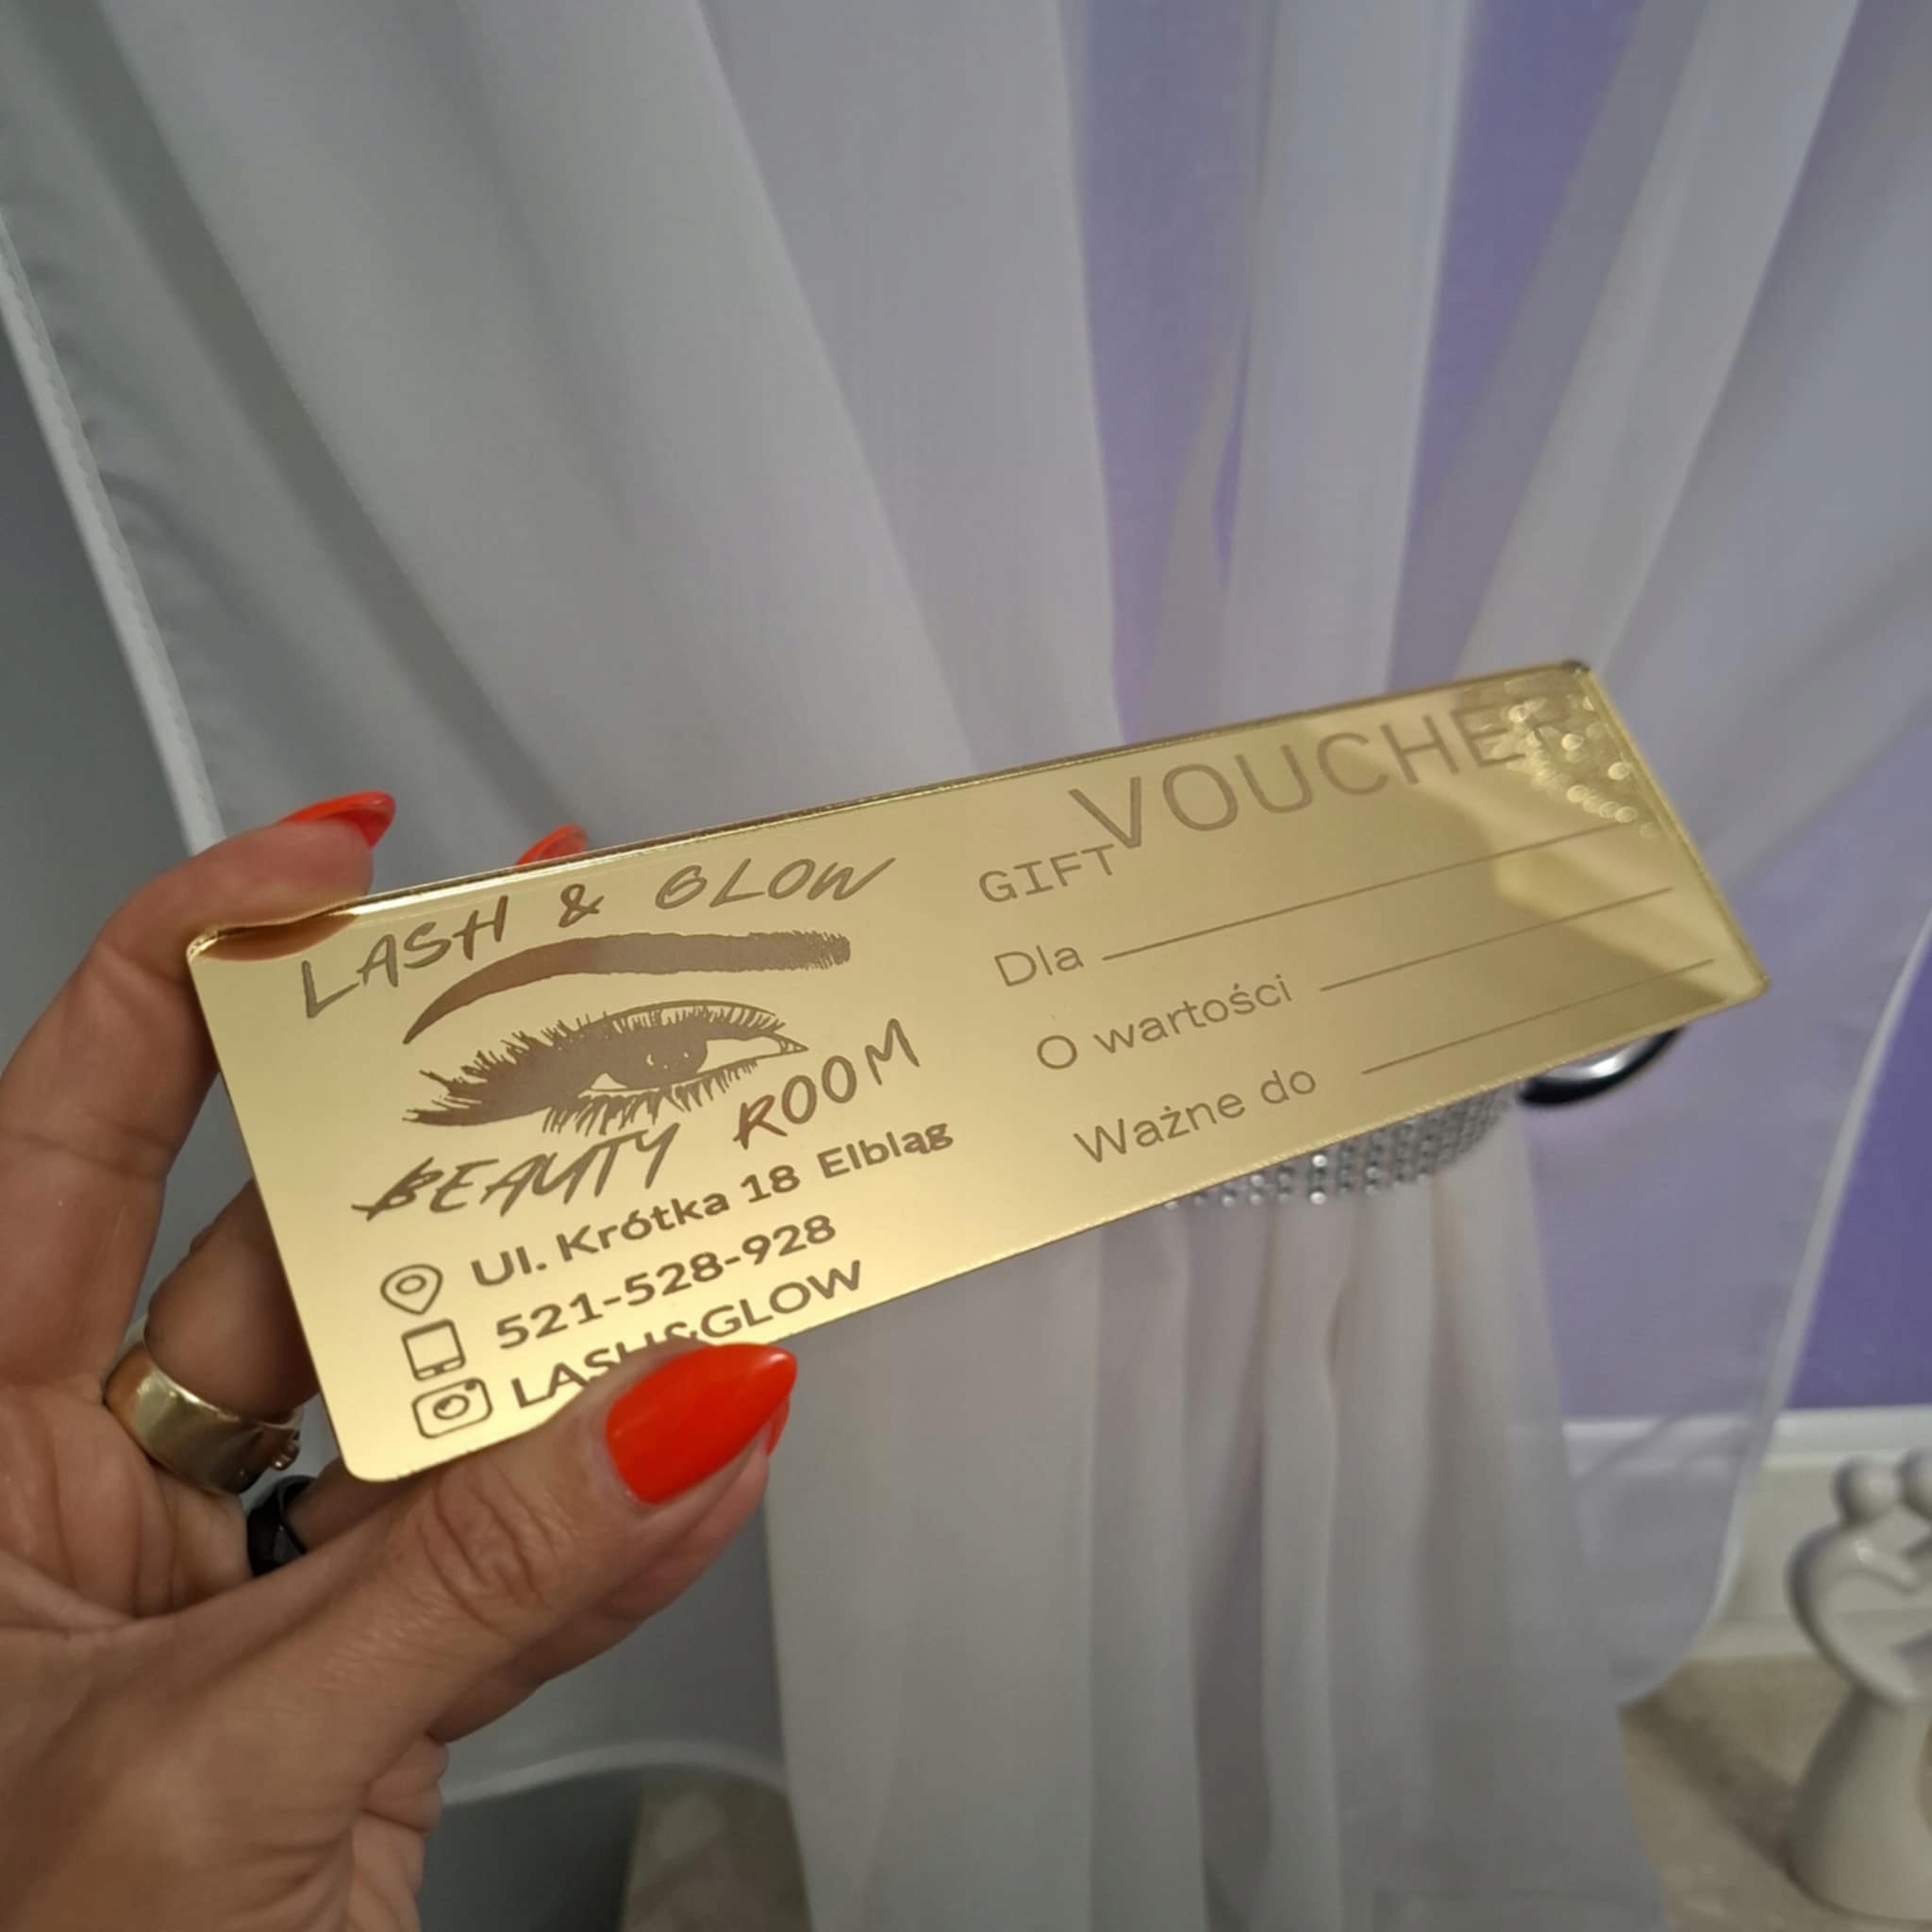 LASH & GLOW
BEAUTY ROOM
Ul. Krótka 18 Elbląg
521-528-928
LASH&GLOW
GIFT VOUCHER
Dla
O wartości
Ważne do